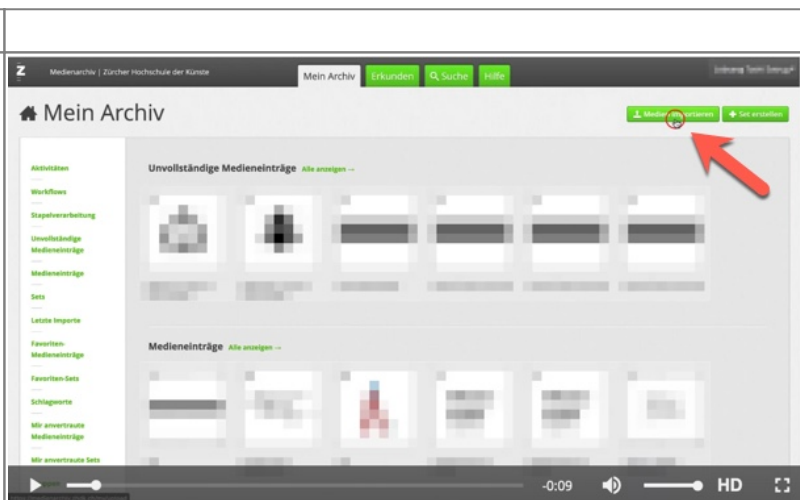 Z Medienarchiv | Zürcher Hochschule der Künste Mein Archiv Erkunden Suche Hilfe
Mein Archiv Medien importieren Set erstellen
Aktivitäten
Workflows
Stapelverarbeitung
Unvollständige
Medieneinträge
Medieneinträge
Sets
Letzte Importe
Favoriten-
Medieneinträge
Favoriten-Sets
Schlagworte
Mir anvertraute
Medieneinträge
Mir anvertraute Sets
Unvollständige Medieneinträge Alle anzeigen →
Medieneinträge Alle anzeigen →
-0:09 HD